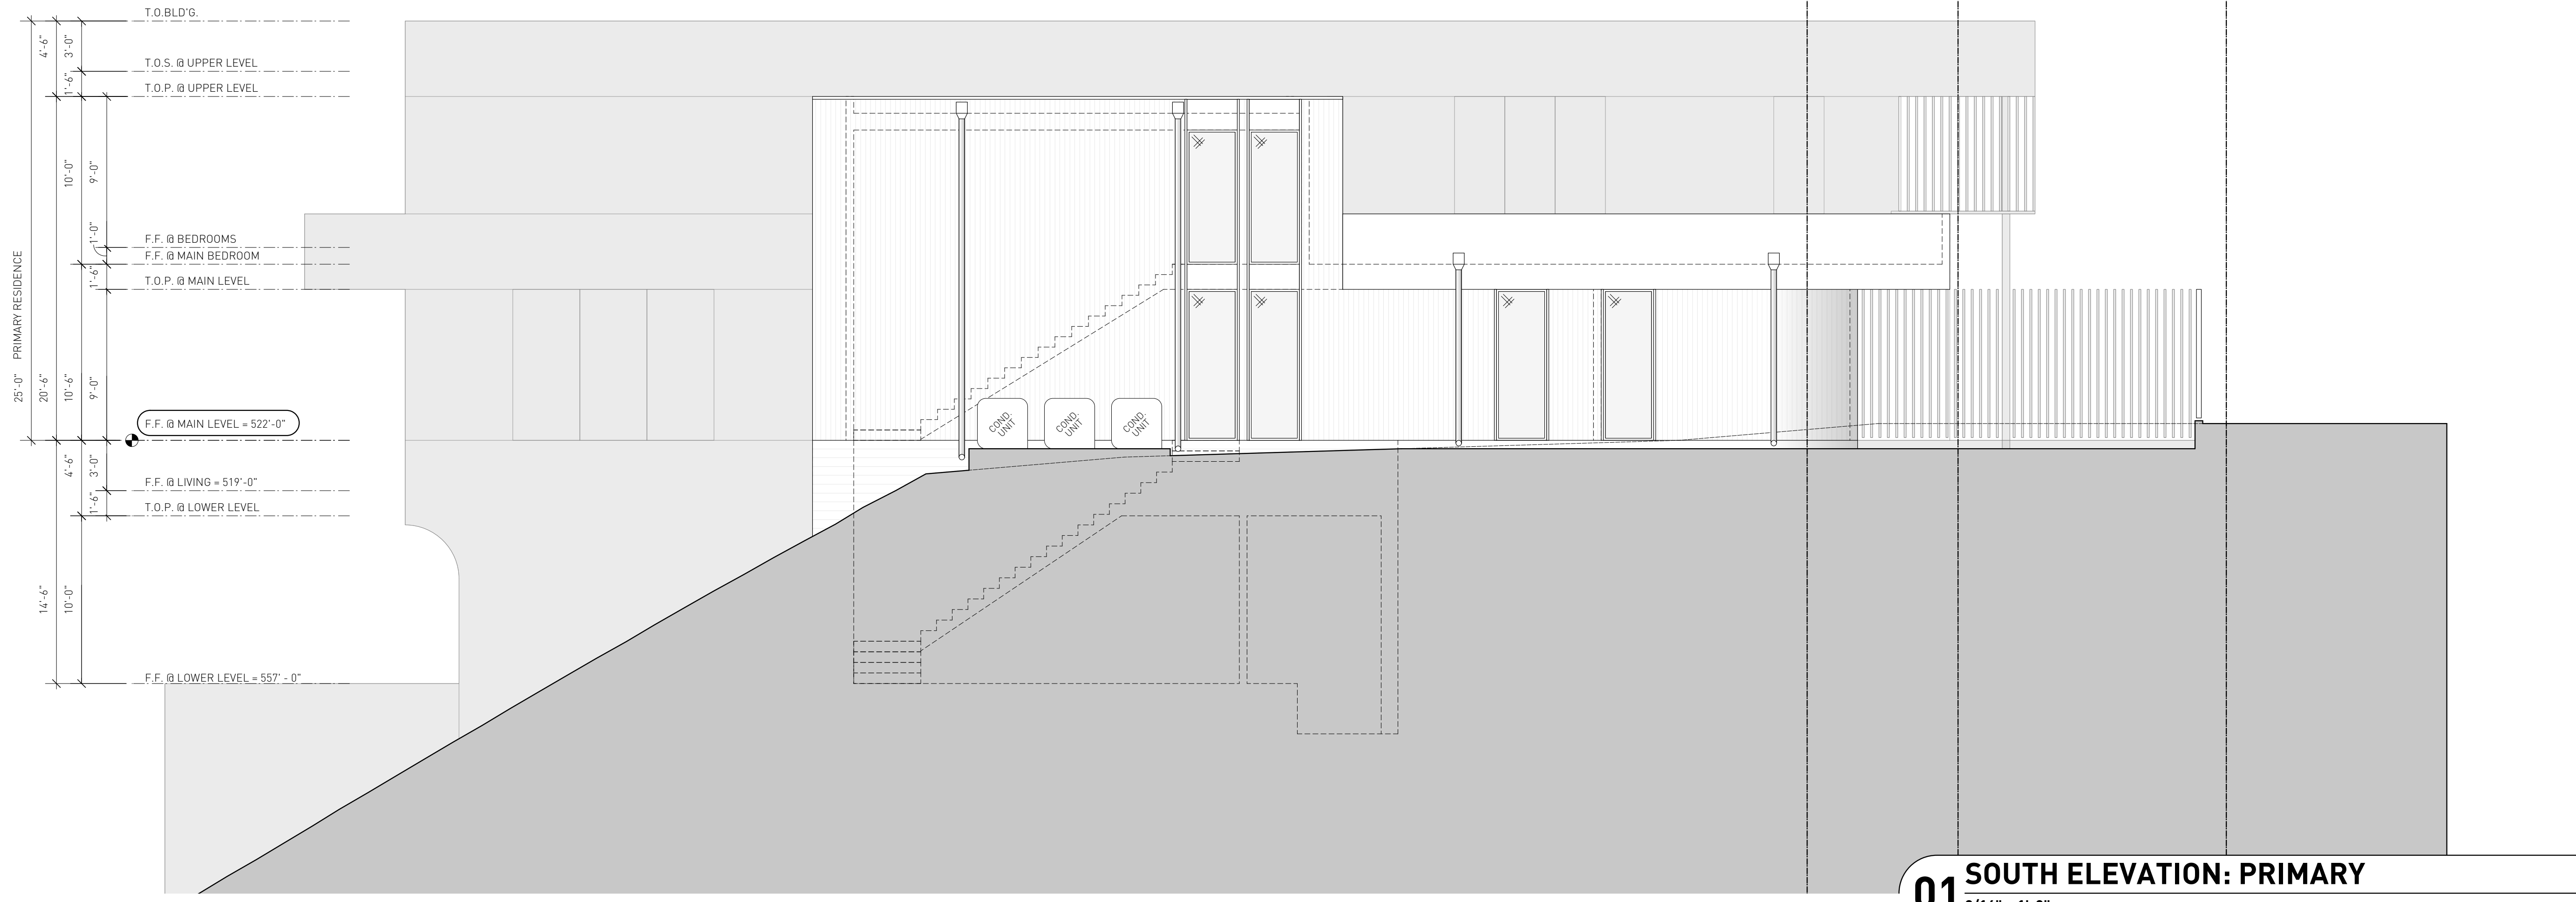 T.O.BLD'G.
T.O.S. @ UPPER LEVEL
T.O.P. @ UPPER LEVEL
F.F. @ BEDROOMS
F.F. @ MAIN BEDROOM
T.O.P. @ MAIN LEVEL
F.F. @ MAIN LEVEL = 522'-0"
F.F. @ LIVING = 519'-0"
T.O.P. @ LOWER LEVEL
F.F. @ LOWER LEVEL = 557' - 0"
25'-0" PRIMARY RESIDENCE
4'-6"
20'-6"
4'-6"
14'-6"
3'-0"
1'-6"
10'-0"
10'-6"
3'-0"
1'-6"
10'-0"
9'-0"
1'-0"
1'-6"
9'-0"
COND.
UNIT
COND.
UNIT
COND.
UNIT
01
SOUTH ELEVATION: PRIMARY